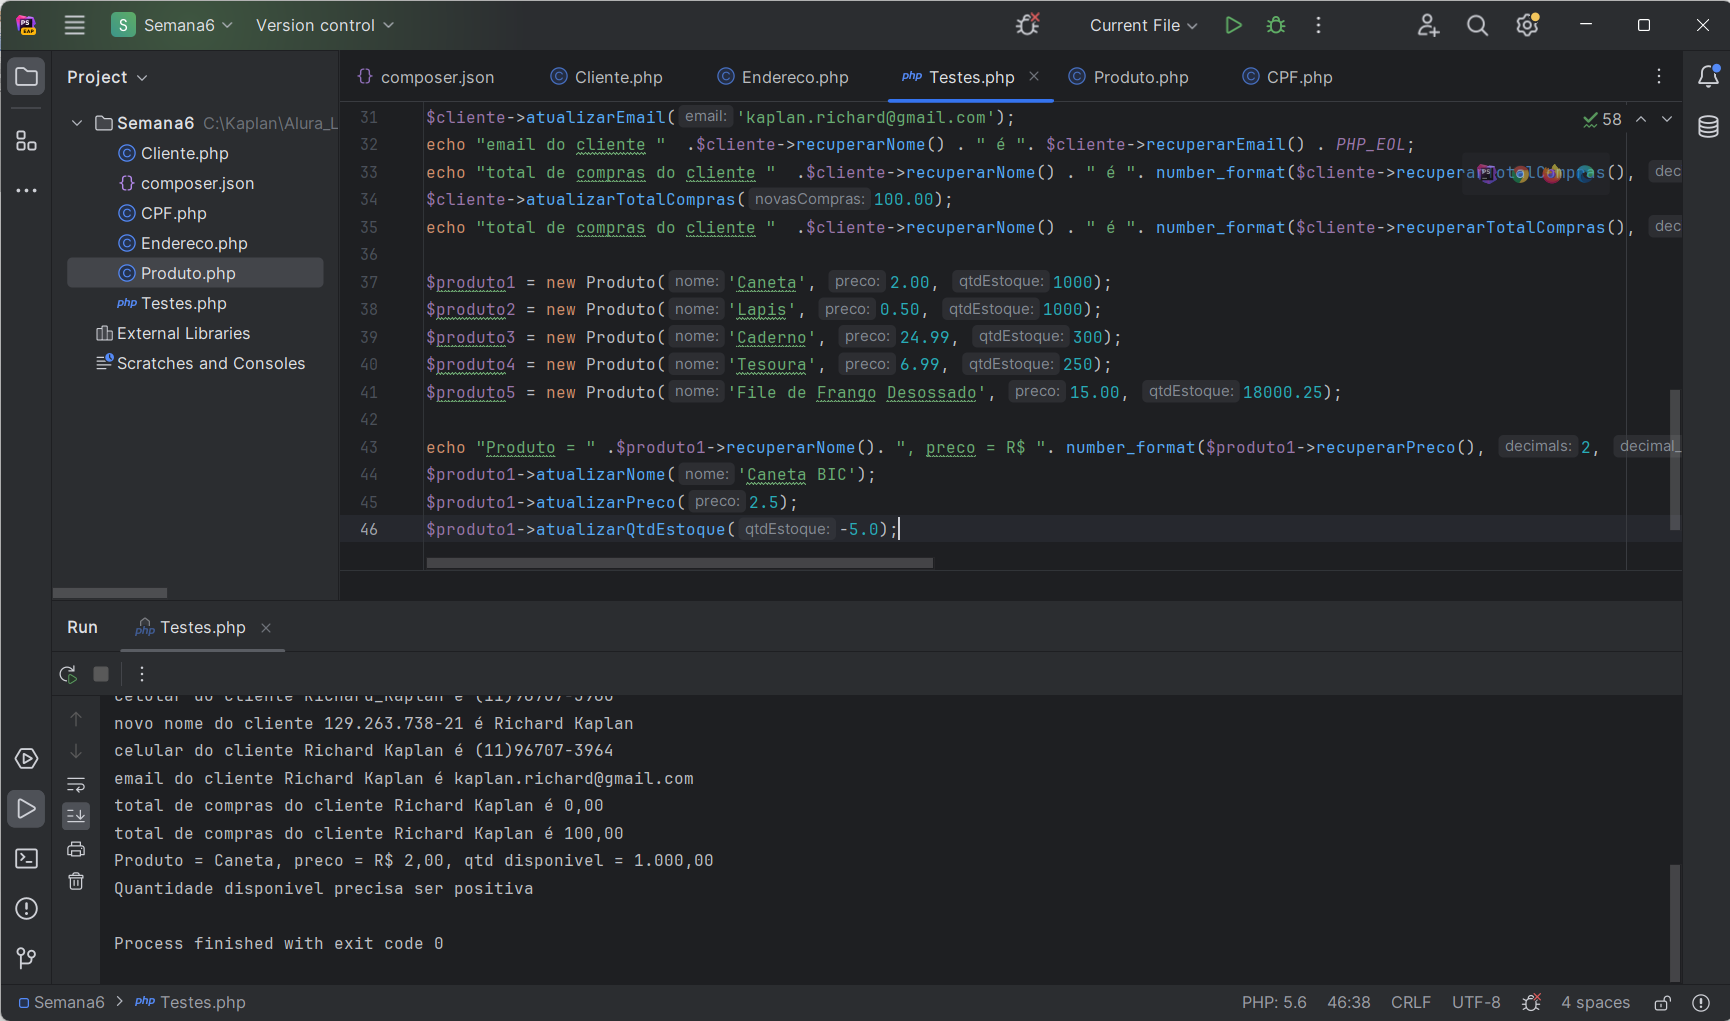 PS
EAP
S Semana6 Version control Current File
Project
composer.json Cliente.php Endereco.php php Testes.php Produto.php CPF.php
Semana6 C:\Kaplan\Alura_L
Cliente.php
composer.json
CPF.php
Endereco.php
Produto.php
php Testes.php
External Libraries
Scratches and Consoles
58
31 $cliente->atualizarEmail( email: 'kaplan.richard@gmail.com');
32 echo "email do cliente " .$cliente->recuperarNome() . " é ". $cliente->recuperarEmail() . PHP_EOL;
33 echo "total de compras do cliente " .$cliente->recuperarNome() . " é ". number_format($cliente->recuperarTotalCompras(), dec
34 $cliente->atualizarTotalCompras( novasCompras: 100.00);
35 echo "total de compras do cliente " .$cliente->recuperarNome() . " é ". number_format($cliente->recuperarTotalCompras(), dec
36
37 $produto1 = new Produto( nome: 'Caneta', preco: 2.00, qtdEstoque: 1000);
38 $produto2 = new Produto( nome: 'Lapis', preco: 0.50, qtdEstoque: 1000);
39 $produto3 = new Produto( nome: 'Caderno', preco: 24.99, qtdEstoque: 300);
40 $produto4 = new Produto( nome: 'Tesoura', preco: 6.99, qtdEstoque: 250);
41 $produto5 = new Produto( nome: 'File de Frango Desossado', preco: 15.00, qtdEstoque: 18000.25);
42
43 echo "Produto = " .$produto1->recuperarNome(). ", preco = R$ ". number_format($produto1->recuperarPreco(), decimals: 2, decimal_
44 $produto1->atualizarNome( nome: 'Caneta BIC');
45 $produto1->atualizarPreco( preco: 2.5);
46 $produto1->atualizarQtdEstoque( qtdEstoque: -5.0);
Run php Testes.php
celular do cliente Richard_Kaplan é (11)96707-3966
novo nome do cliente 129.263.738-21 é Richard Kaplan
celular do cliente Richard Kaplan é (11)96707-3964
email do cliente Richard Kaplan é kaplan.richard@gmail.com
total de compras do cliente Richard Kaplan é 0,00
total de compras do cliente Richard Kaplan é 100,00
Produto = Caneta, preco = R$ 2,00, qtd disponivel = 1.000,00
Quantidade disponivel precisa ser positiva
Process finished with exit code 0
Semana6 > php Testes.php PHP: 5.6 46:38 CRLF UTF-8 4 spaces